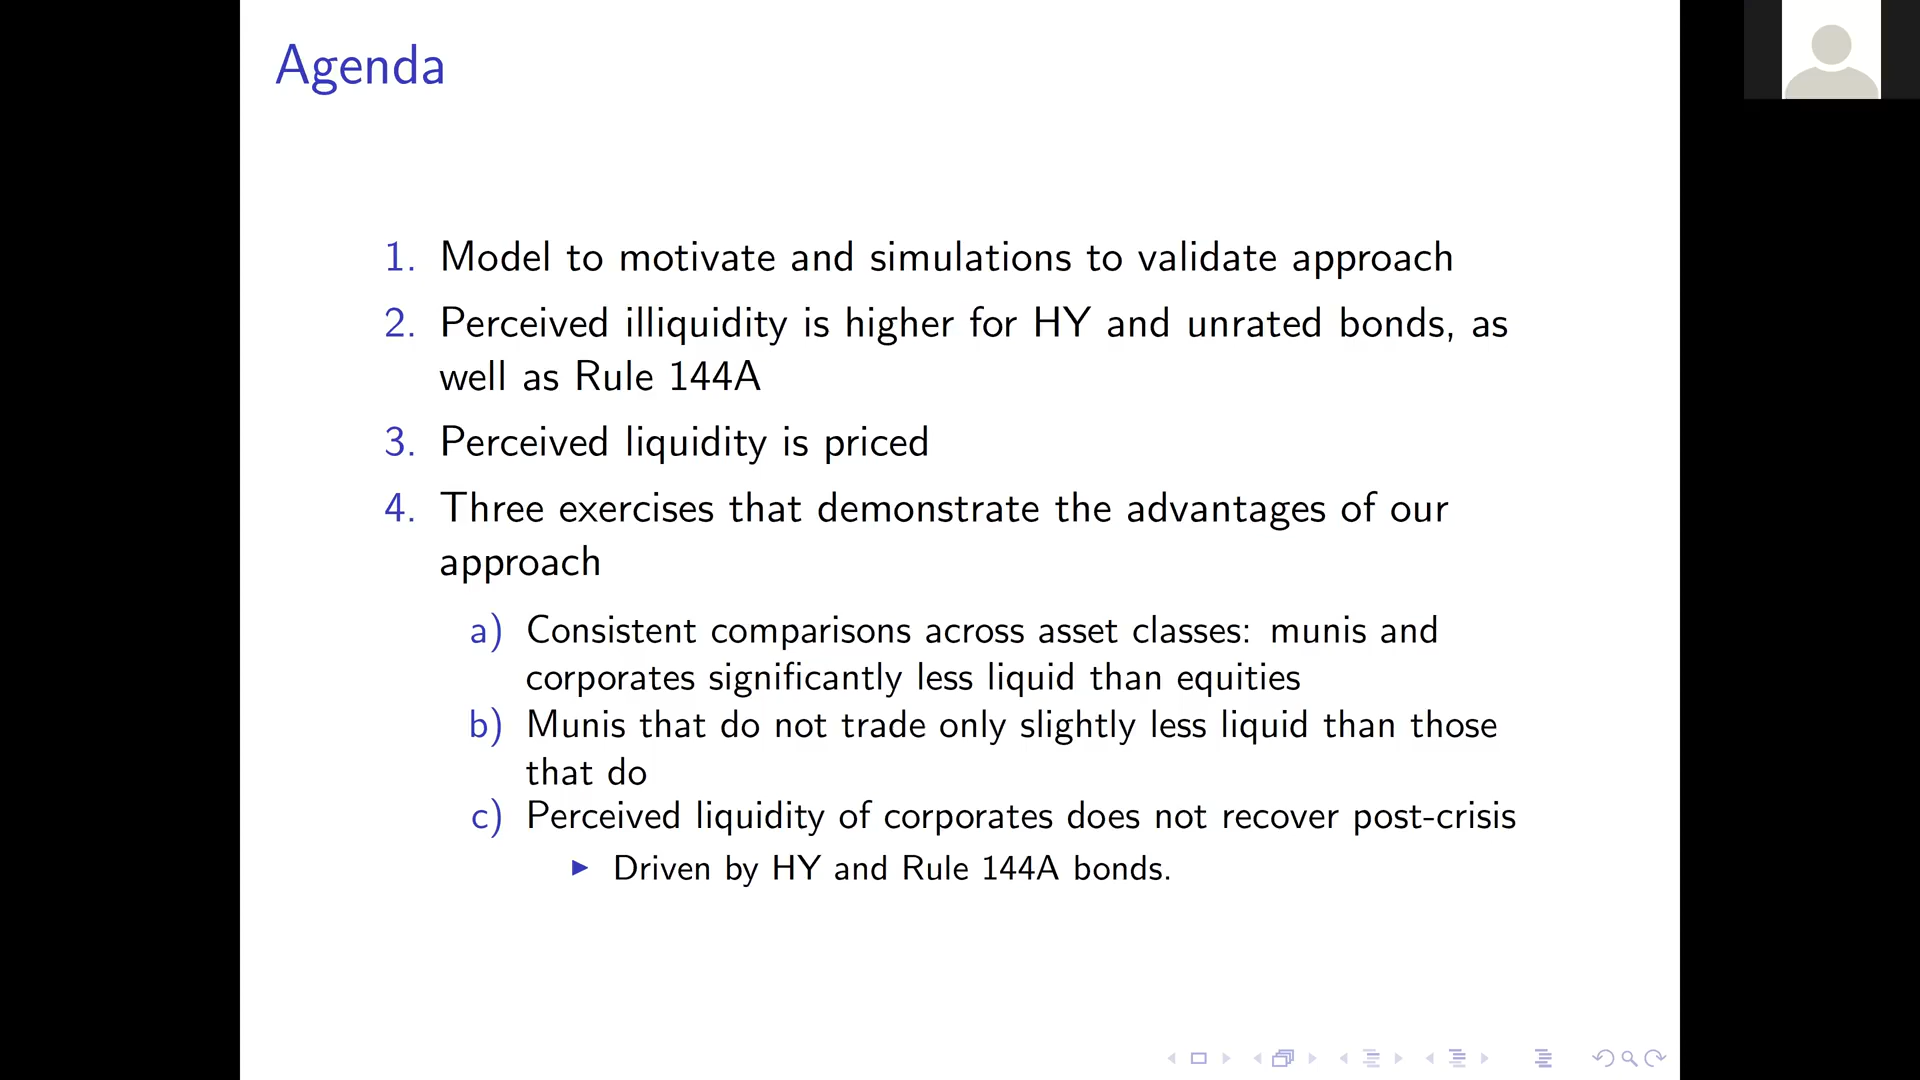 Agenda
1. Model to motivate and simulations to validate approach
2. Perceived illiquidity is higher for HY and unrated bonds, as
well as Rule 144A
3. Perceived liquidity is priced
4. Three exercises that demonstrate the advantages of our
approach
a) Consistent comparisons across asset classes: munis and
corporates significantly less liquid than equities
b) Munis that do not trade only slightly less liquid than those
that do
c) Perceived liquidity of corporates does not recover post-crisis
▶ Driven by HY and Rule 144A bonds.